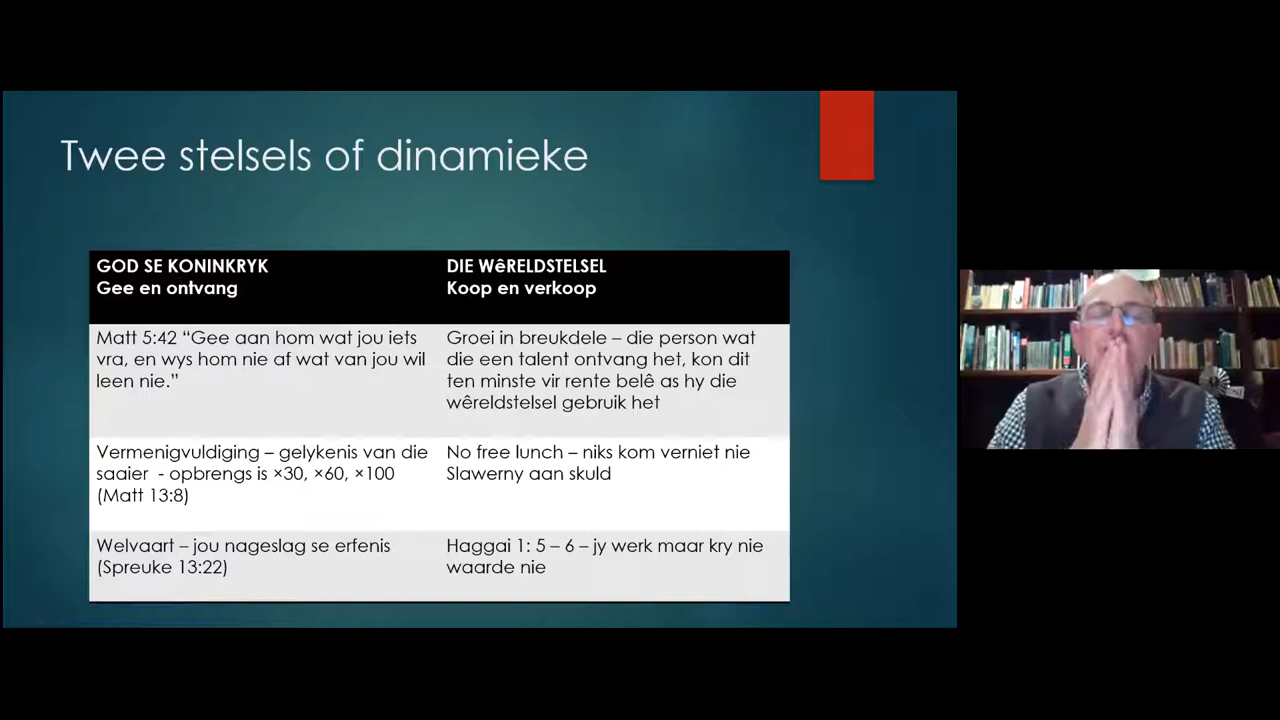 Twee stelsels of dinamieke
GOD SE KONINKRYK
Gee en ontvang
DIE WêRELDSTELSEL
Koop en verkoop
Matt 5:42 “Gee aan hom wat jou iets
vra, en wys hom nie af wat van jou wil
leen nie.”
Groei in breukdele – die person wat
die een talent ontvang het, kon dit
ten minste vir rente belê as hy die
wêreldstelsel gebruik het
Vermenigvuldiging – gelykenis van die
saaier - opbrengs is ×30, ×60, ×100
(Matt 13:8)
No free lunch – niks kom verniet nie
Slawerny aan skuld
Welvaart – jou nageslag se erfenis
(Spreuke 13:22)
Haggai 1: 5 – 6 – jy werk maar kry nie
waarde nie